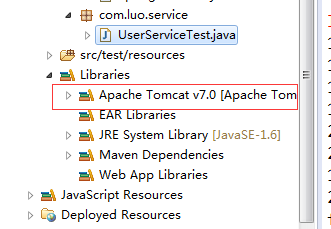 com.luo.service
UserServiceTest.java
src/test/resources
Libraries
Apache Tomcat v7.0 [Apache Tom
EAR Libraries
JRE System Library [JavaSE-1.6]
Maven Dependencies
Web App Libraries
JavaScript Resources
Deployed Resources